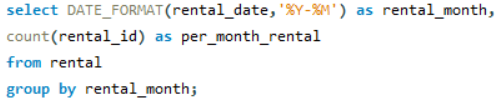 select DATE_FORMAT(rental_date,'%Y-%M') as rental_month,
count(rental_id) as per_month_rental
from rental
group by rental_month;